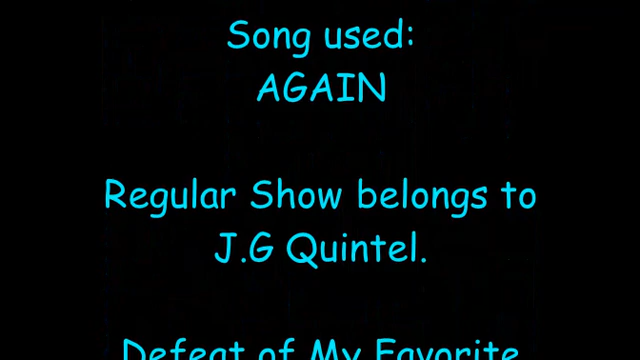 Song used:
AGAIN
Regular Show belongs to
J.G Quintel.
Defeat of My Favorite